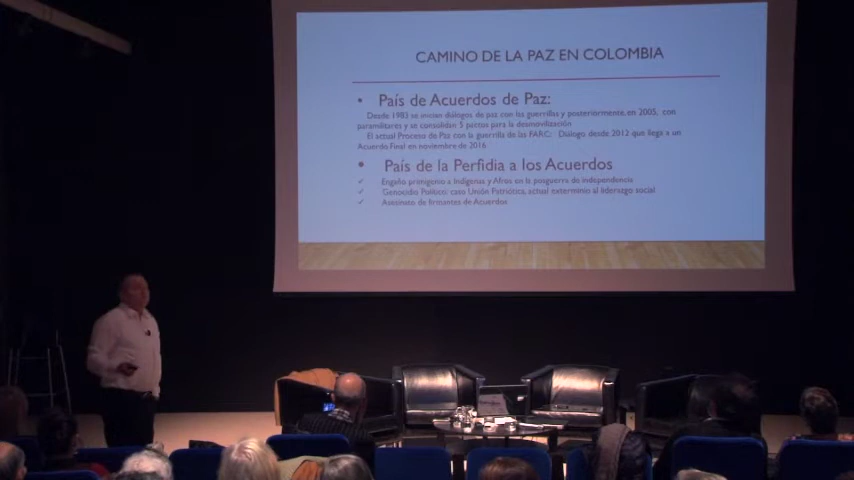 CAMINO DE LA PAZ EN COLOMBIA
• País de Acuerdos de Paz:
Desde 1983 se inician diálogos de paz con las guerrillas y posteriormente, en 2005, con
paramilitares y se consolidan 5 pactos para la desmovilización
El actual Proceso de Paz con la guerrilla de las FARC: Diálogo desde 2012 que llega a un
Acuerdo Final en noviembre de 2016
• País de la Perfidia a los Acuerdos
✓ Engaño primigenio a Indígenas y Afros en la posguerra de independencia
✓ Genocidio Político: caso Unión Patriótica, actual exterminio al liderazgo social
✓ Asesinato de firmantes de Acuerdos